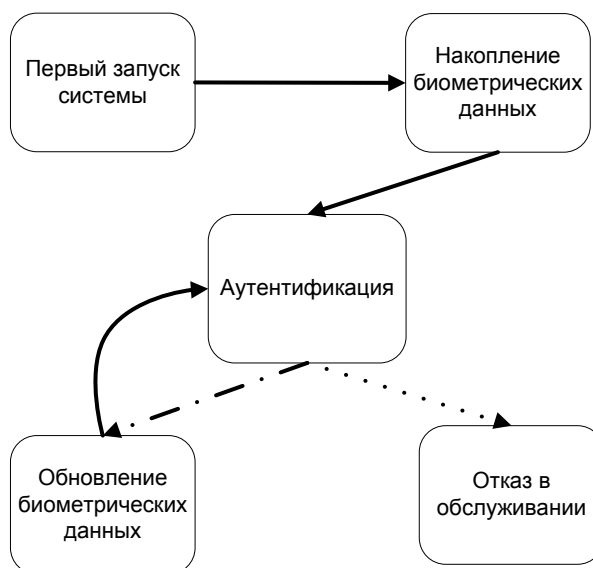 Первый запуск
системы
Накопление
биометрических
данных
Аутентификация
Обновление
биометрических
данных
Отказ в
обслуживании